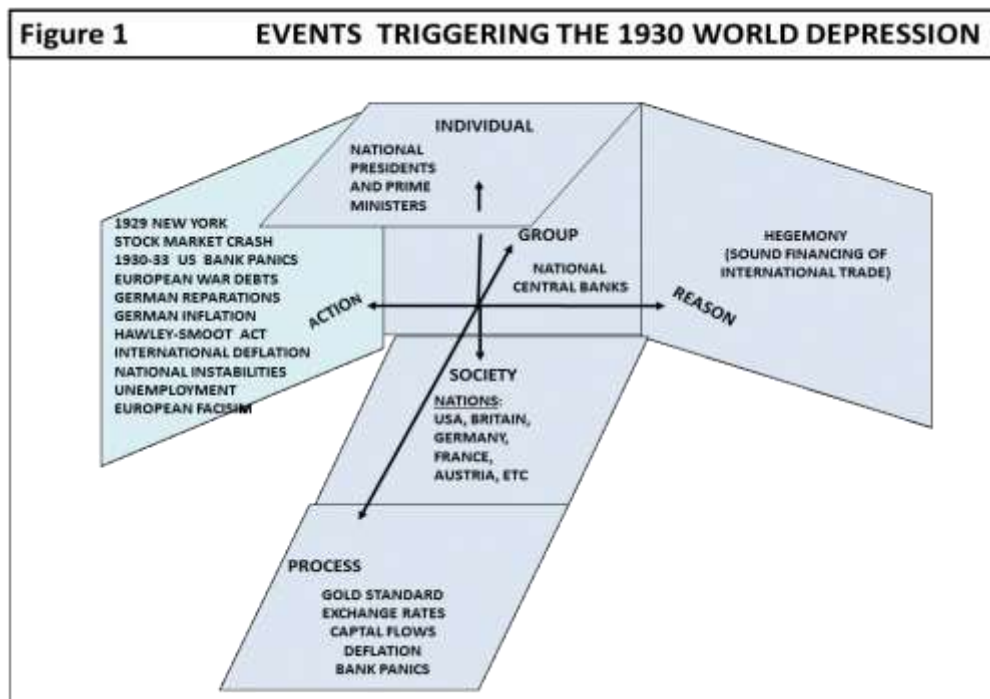 Figure 1 EVENTS TRIGGERING THE 1930 WORLD DEPRESSION
INDIVIDUAL
NATIONAL
PRESIDENTS
AND PRIME
MINISTERS
1929 NEW YORK
STOCK MARKET CRASH
1930-33 US BANK PANICS
EUROPEAN WAR DEBTS
GERMAN REPARATIONS
GERMAN INFLATION
HAWLEY-SMOOT ACT
INTERNATIONAL DEFLATION
NATIONAL INSTABILITIES
UNEMPLOYMENT
EUROPEAN FACISIM
ACTION
GROUP
NATIONAL
CENTRAL BANKS
HEGEMONY
(SOUND FINANCING OF
INTERNATIONAL TRADE)
REASON
SOCIETY
NATIONS:
USA, BRITAIN,
GERMANY,
FRANCE,
AUSTRIA, ETC
PROCESS
GOLD STANDARD
EXCHANGE RATES
CAPTAL FLOWS
DEFLATION
BANK PANICS